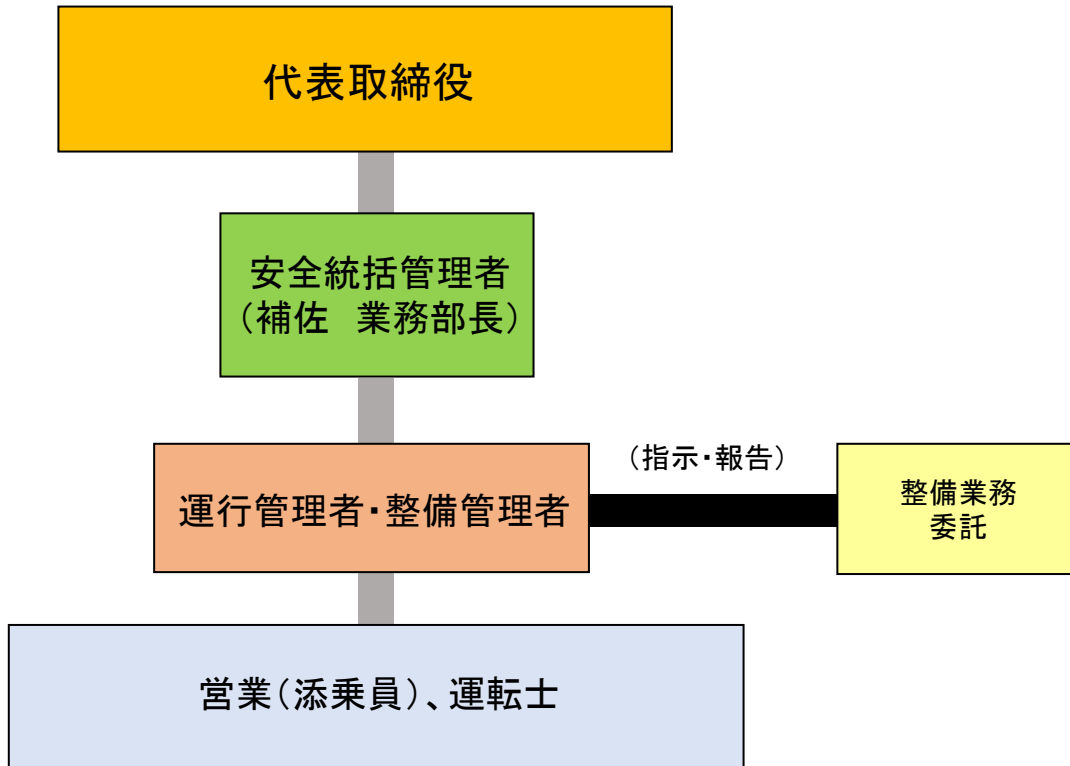 代表取締役
安全統括管理者
（補佐　業務部長）
（指示・報告）
運行管理者・整備管理者
整備業務
委託
営業（添乗員）、運転士